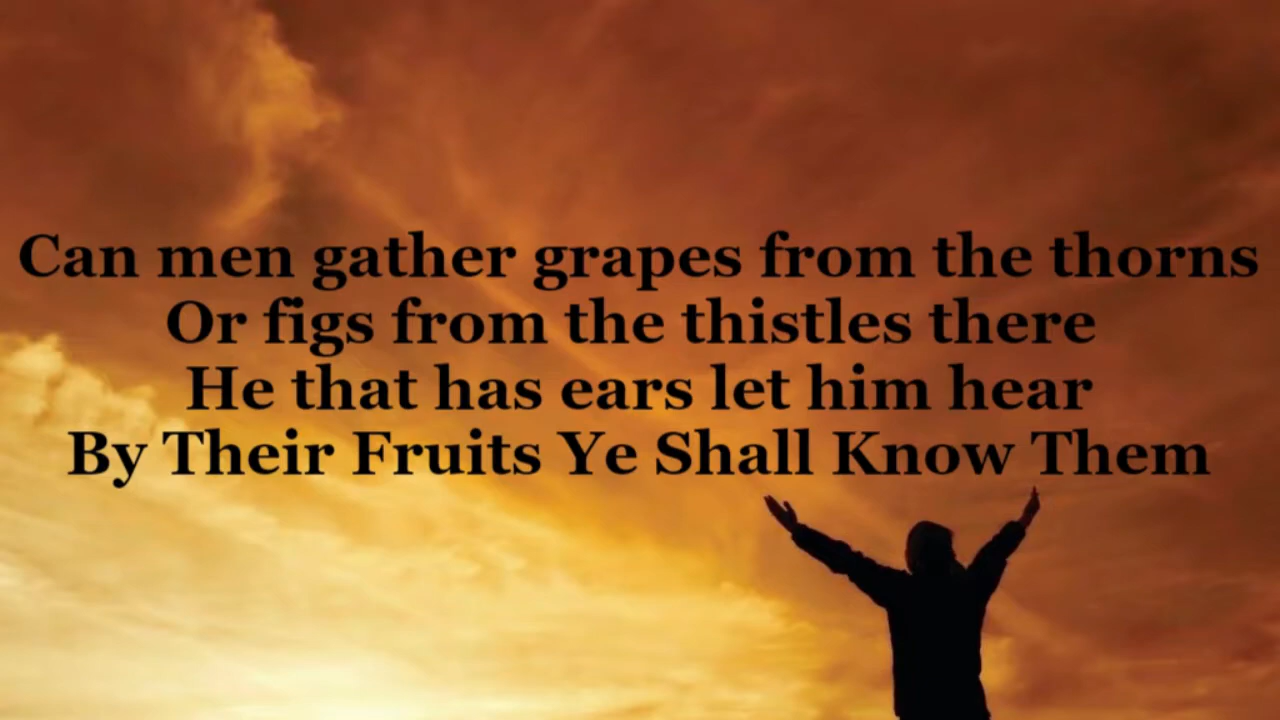 Can men gather grapes from the thorns
Or figs from the thistles there
He that has ears let him hear
By Their Fruits Ye Shall Know Them